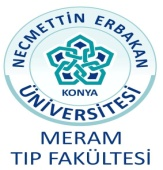 NECMETTİN ERBAKAN
KONYA
ÜNİVERSİTESİ
MERAM
TIP FAKÜLTESİ